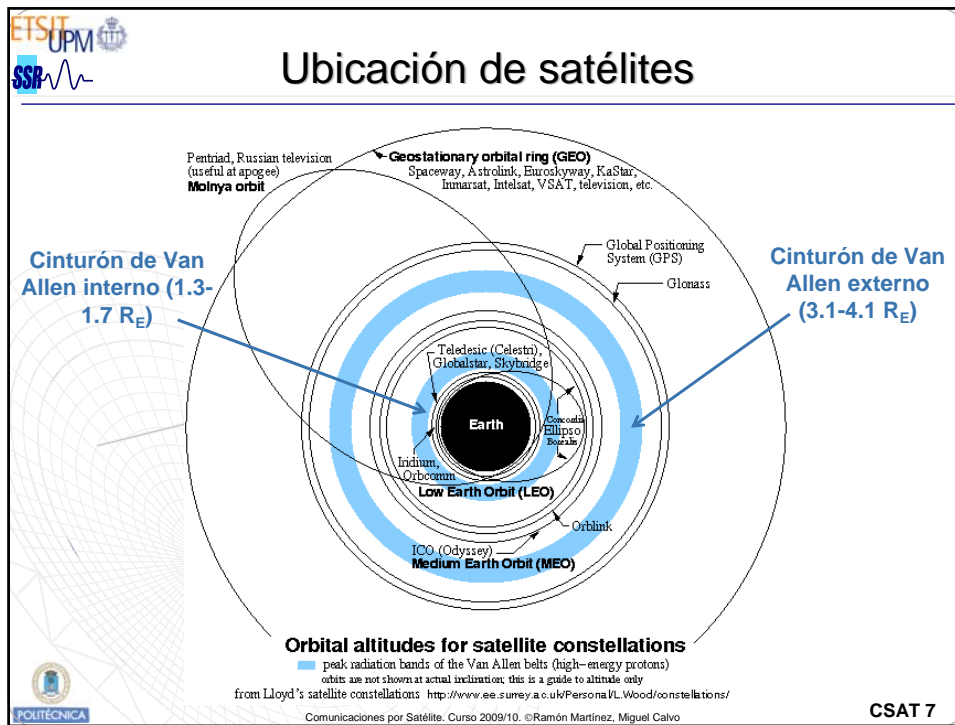 ETSIT
UPM
SSR
Ubicación de satélites
Pentriad, Russian television
(useful at apogee)
Molnya orbit
Geostationary orbital ring (GEO)
Spaceway, Astrolink, Euroskyway, KaStar,
Inmarsat, Intelsat, VSAT, television, etc.
Global Positioning
System (GPS)
Glonass
Cinturón de Van
Allen interno (1.3-
1.7 RE)
Cinturón de Van
Allen externo
(3.1-4.1 RE)
Teledesic (Celestri),
Globalstar, Skybridge
Earth
Concordia
Ellipso
Borealis
Iridium,
Orbcomm
Low Earth Orbit (LEO)
Orblink
ICO (Odyssey)
Medium Earth Orbit (MEO)
Orbital altitudes for satellite constellations
peak radiation bands of the Van Allen belts (high-energy protons)
orbits are not shown at actual inclination; this is a guide to altitude only
from Lloyd's satellite constellations http://www.ee.surrey.ac.uk/Personal/L.Wood/constellations/
POLITÉCNICA
Comunicaciones por Satélite. Curso 2009/10. ©Ramón Martínez, Miguel Calvo
CSAT 7